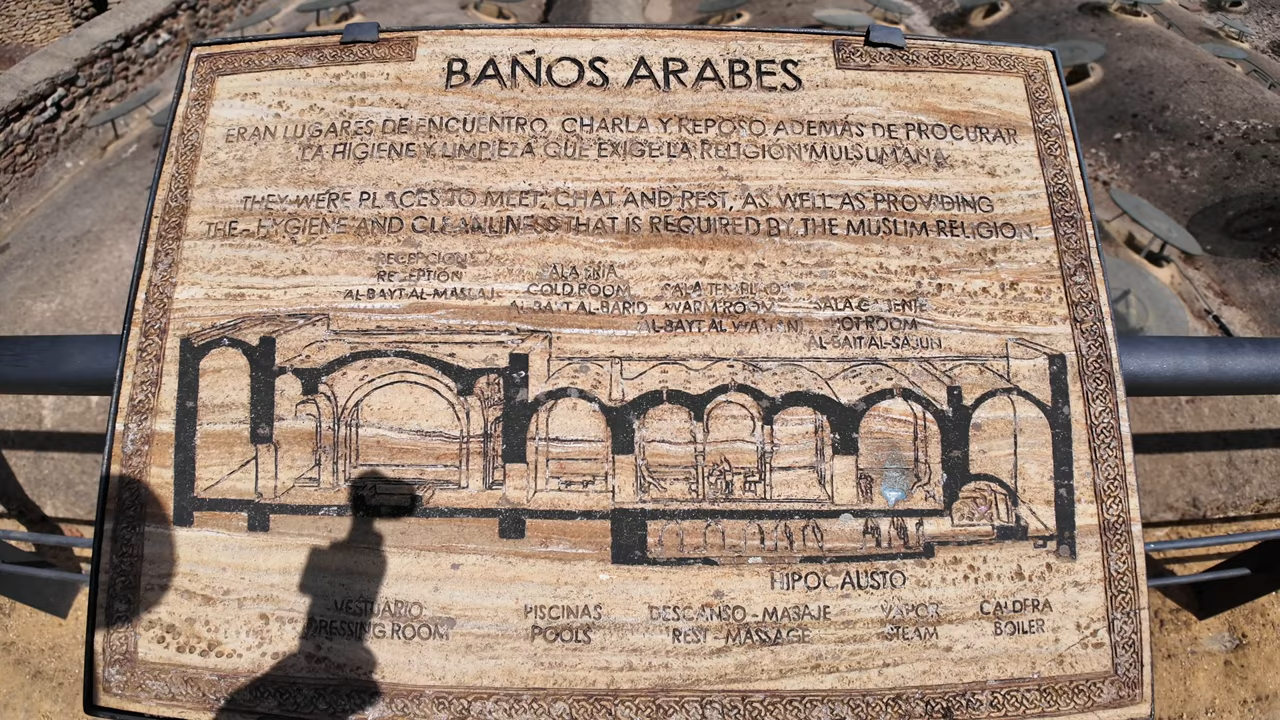 BAÑOS ARABES
ERAN LUGARES DE ENCUENTRO, CHARLA Y REPOSO ADEMÁS DE PROCURAR
LA HIGIENE Y LIMPIEZA QUE EXIGE LA RELIGIÓN MULSUMANA
THEY WERE PLACES TO MEET, CHAT AND REST, AS WELL AS PROVIDING
THE HYGIENE AND CLEANLINESS THAT IS REQUIRED BY THE MUSLIM RELIGION.
RECEPCION
RECEPTION
AL-BAYT AL-MASLAJ
SALA FRIA
COLD ROOM
AL-BAIT AL-BARID
SALA TEMPLADA
WARM ROOM
AL-BAYT AL
SALA CALIENTE
HOT ROOM
AL-BAIT AL-SAJUN
HIPOCAUSTO
VESTUARIO
DRESSING ROOM
PISCINAS
POOLS
DESCANSO - MASAJE
REST - MASSAGE
VAPOR
STEAM
CALDERA
BOILER